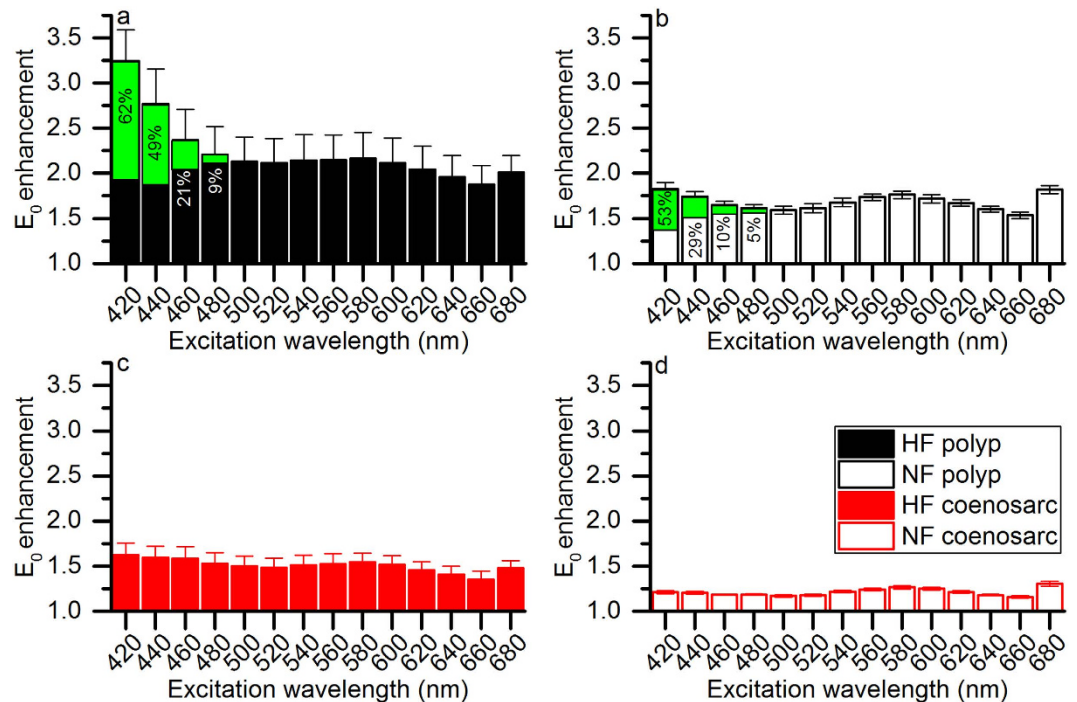 a
E0 enhancement
3.5
3.0
2.5
2.0
1.5
1.0
62%
49%
21%
9%
420 440 460 480 500 520 540 560 580 600 620 640 660 680
Excitation wavelength (nm)
b
E0 enhancement
3.5
3.0
2.5
2.0
1.5
1.0
53%
29%
10%
5%
420 440 460 480 500 520 540 560 580 600 620 640 660 680
Excitation wavelength (nm)
c
E0 enhancement
3.5
3.0
2.5
2.0
1.5
1.0
420 440 460 480 500 520 540 560 580 600 620 640 660 680
Excitation wavelength (nm)
d
E0 enhancement
3.5
3.0
2.5
2.0
1.5
1.0
HF polyp
NF polyp
HF coenosarc
NF coenosarc
420 440 460 480 500 520 540 560 580 600 620 640 660 680
Excitation wavelength (nm)